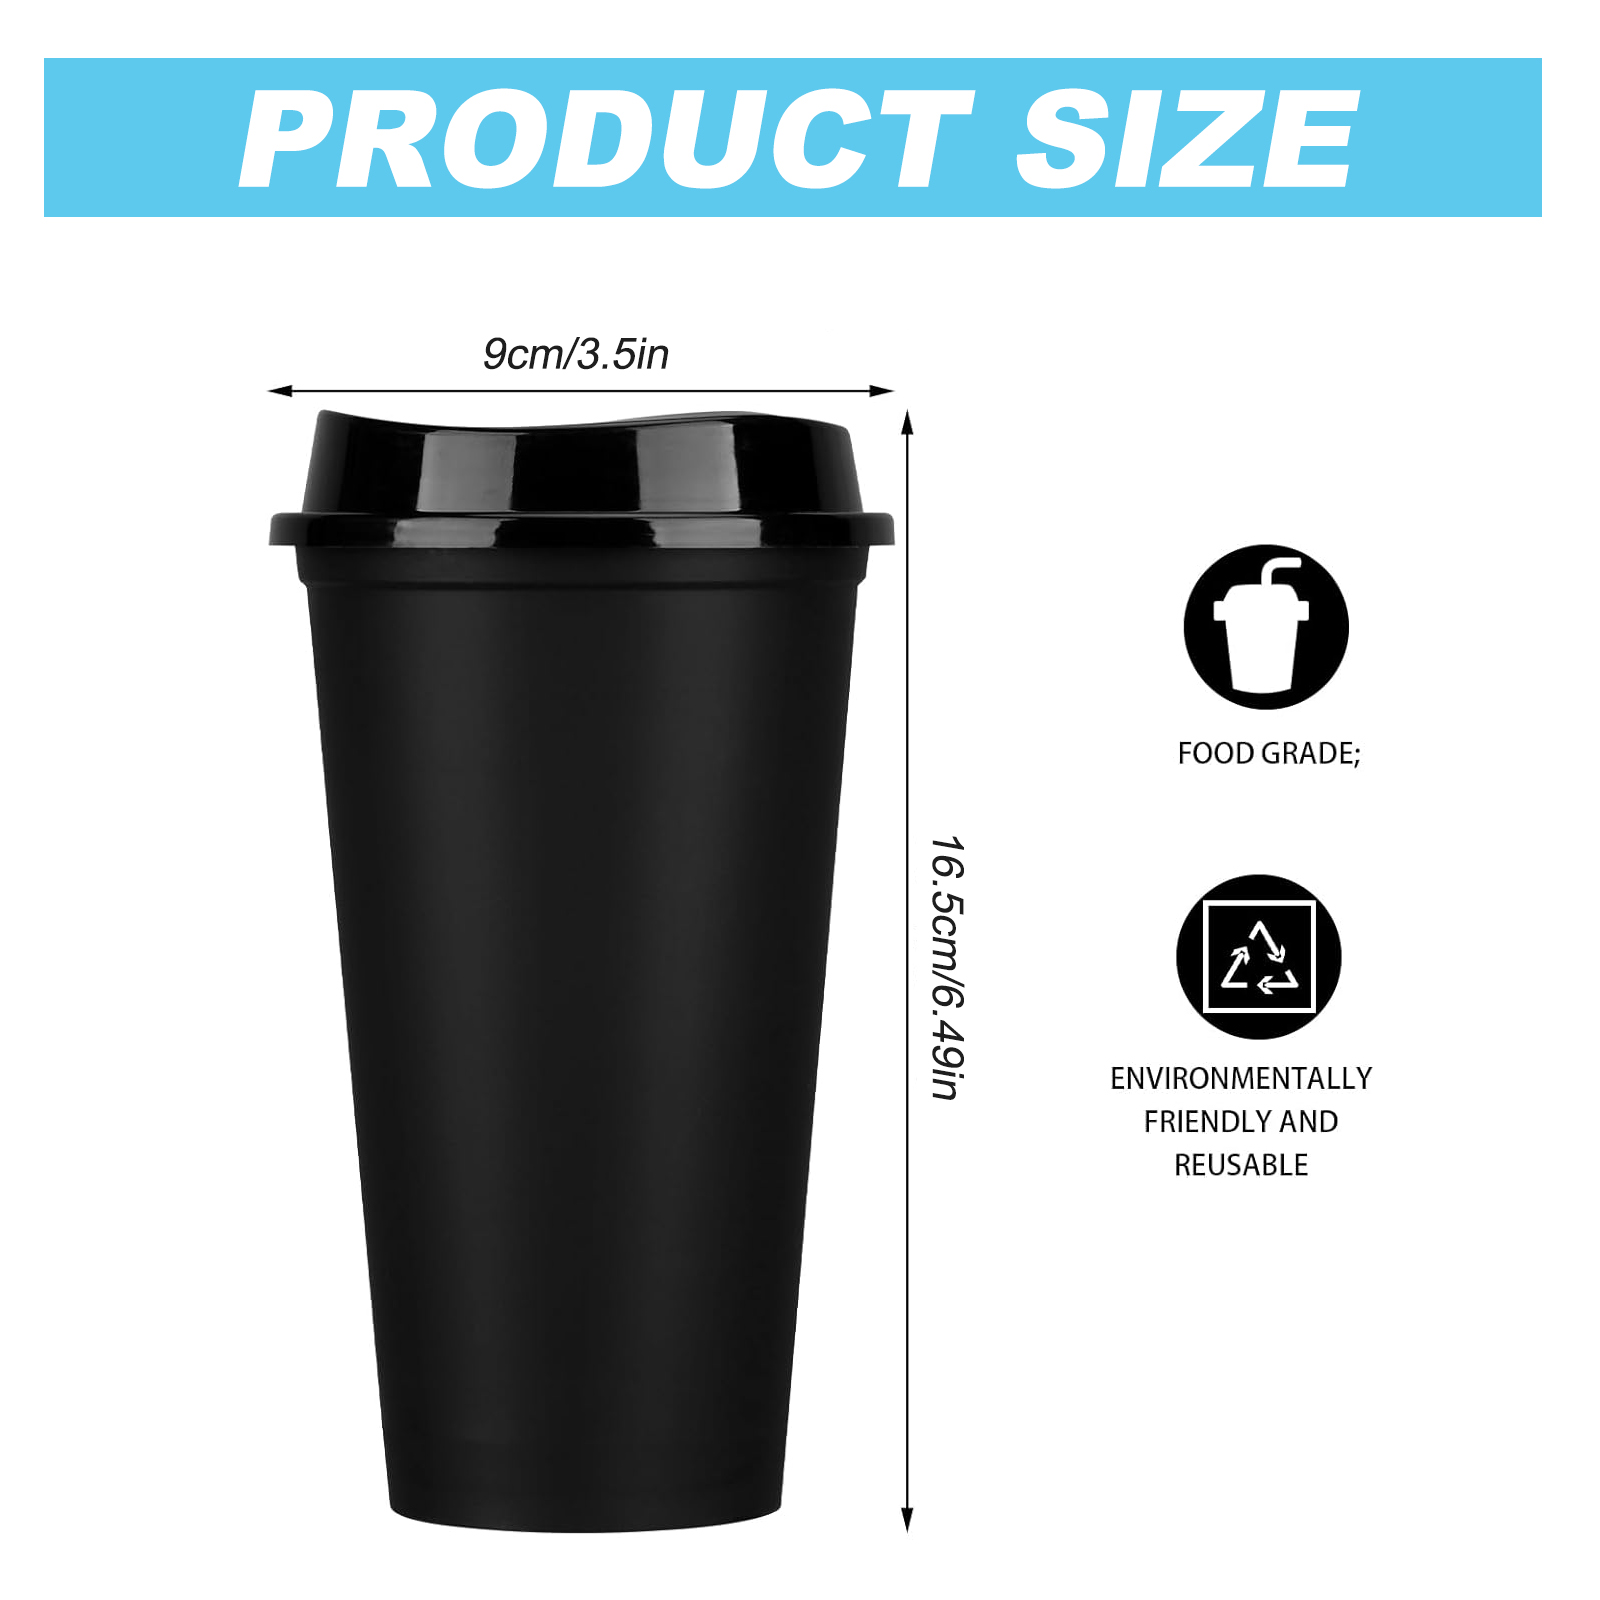 PRODUCT SIZE
9cm/3.5in
16.5cm/6.49in
FOOD GRADE;
ENVIRONMENTALLY
FRIENDLY AND
REUSABLE